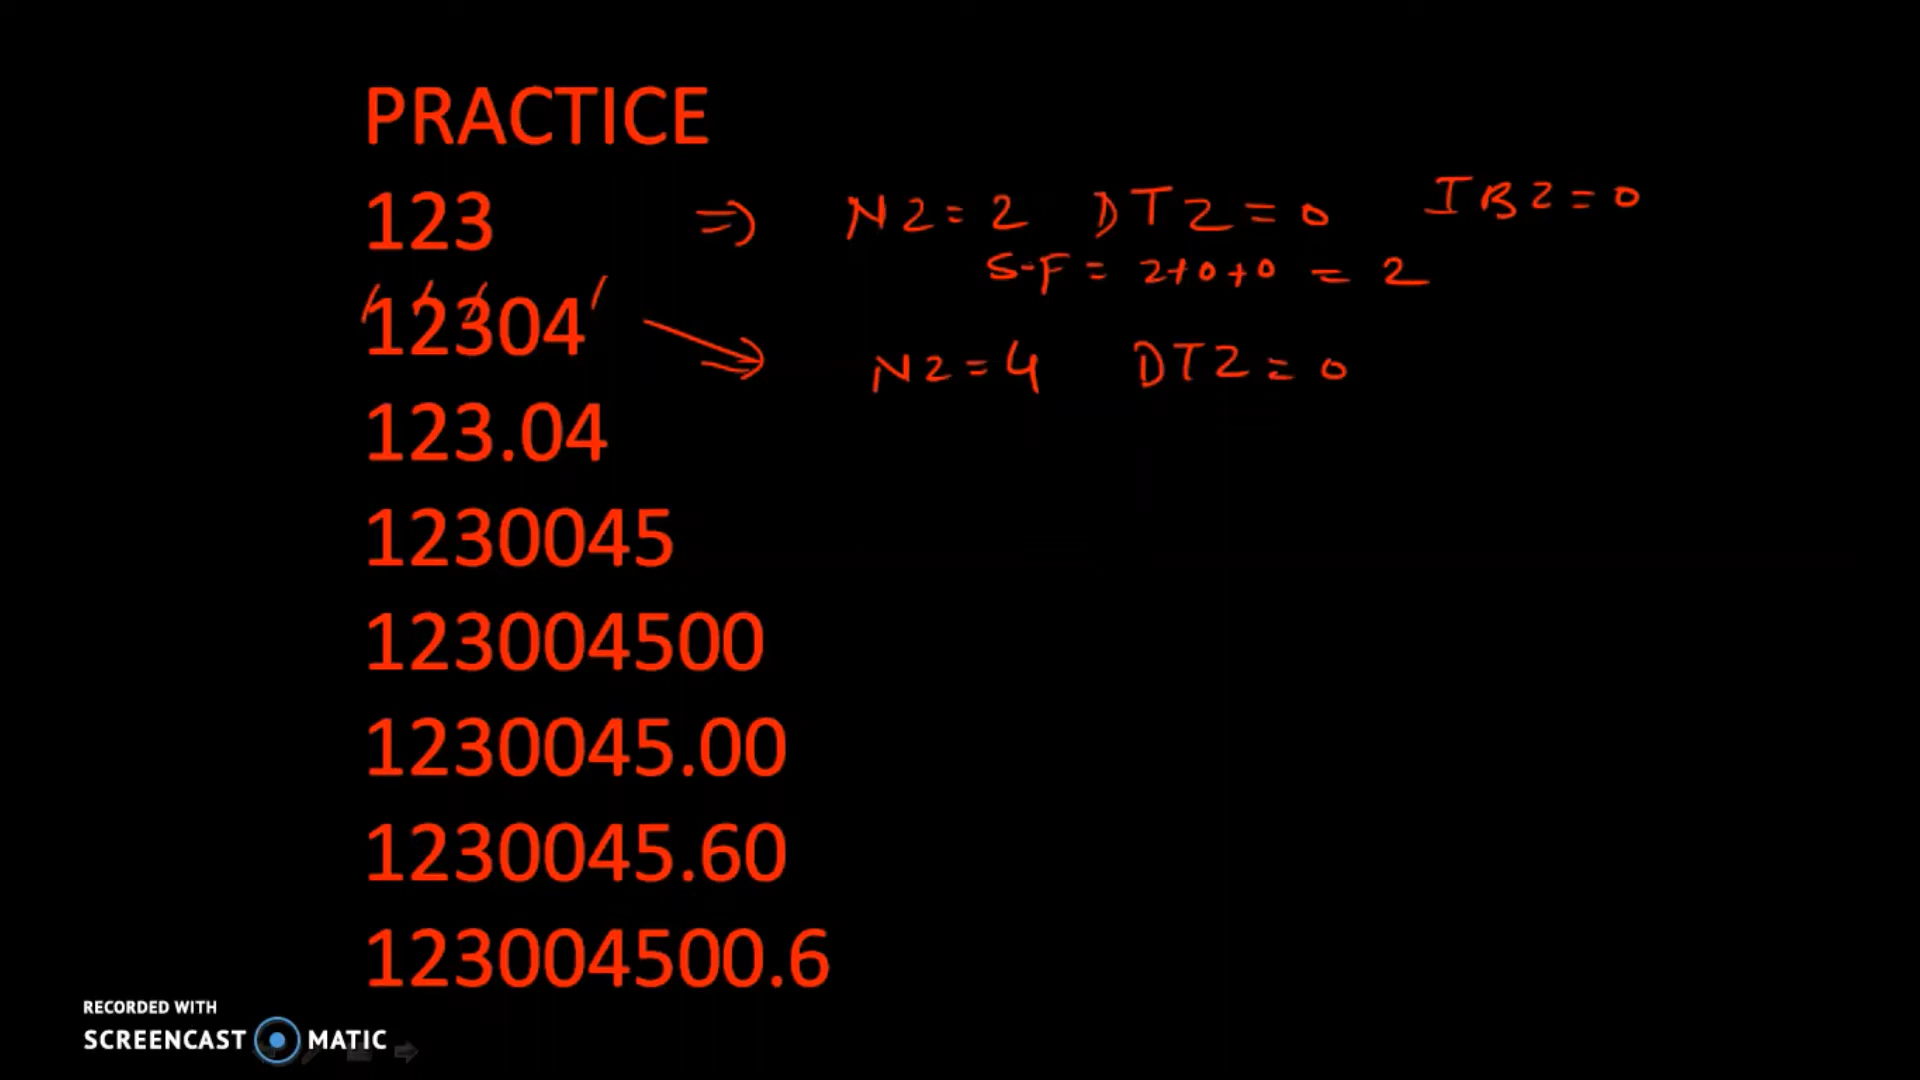 PRACTICE
123 => NZ=2 DTZ=0 IBZ=0
S-F= 2+0+0 = 2
12304 => NZ=4 DTZ=0
123.04
1230045
123004500
1230045.00
1230045.60
123004500.6
RECORDED WITH
SCREENCAST MATIC